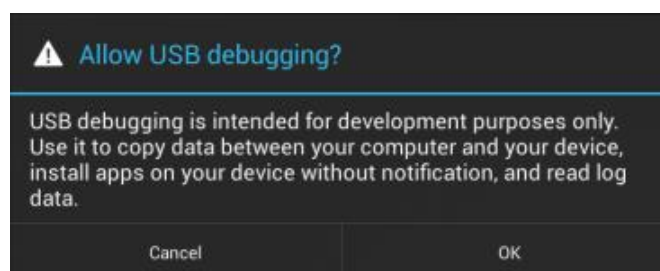 Allow USB debugging?
USB debugging is intended for development purposes only.
Use it to copy data between your computer and your device,
install apps on your device without notification, and read log
data.
Cancel OK